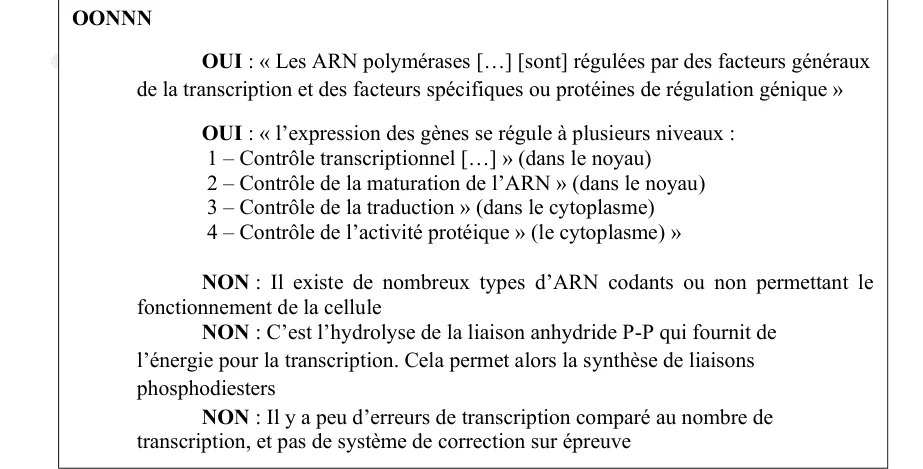 OONNN
OUI : « Les ARN polymérases […] [sont] régulées par des facteurs généraux
de la transcription et des facteurs spécifiques ou protéines de régulation génique »
OUI : « l’expression des gènes se régule à plusieurs niveaux :
1 – Contrôle transcriptionnel […] » (dans le noyau)
2 – Contrôle de la maturation de l’ARN » (dans le noyau)
3 – Contrôle de la traduction » (dans le cytoplasme)
4 – Contrôle de l’activité protéique » (le cytoplasme) »
NON : Il existe de nombreux types d’ARN codants ou non permettant le
fonctionnement de la cellule
NON : C’est l’hydrolyse de la liaison anhydride P-P qui fournit de
l’énergie pour la transcription. Cela permet alors la synthèse de liaisons
phosphodiesters
NON : Il y a peu d’erreurs de transcription comparé au nombre de
transcription, et pas de système de correction sur épreuve